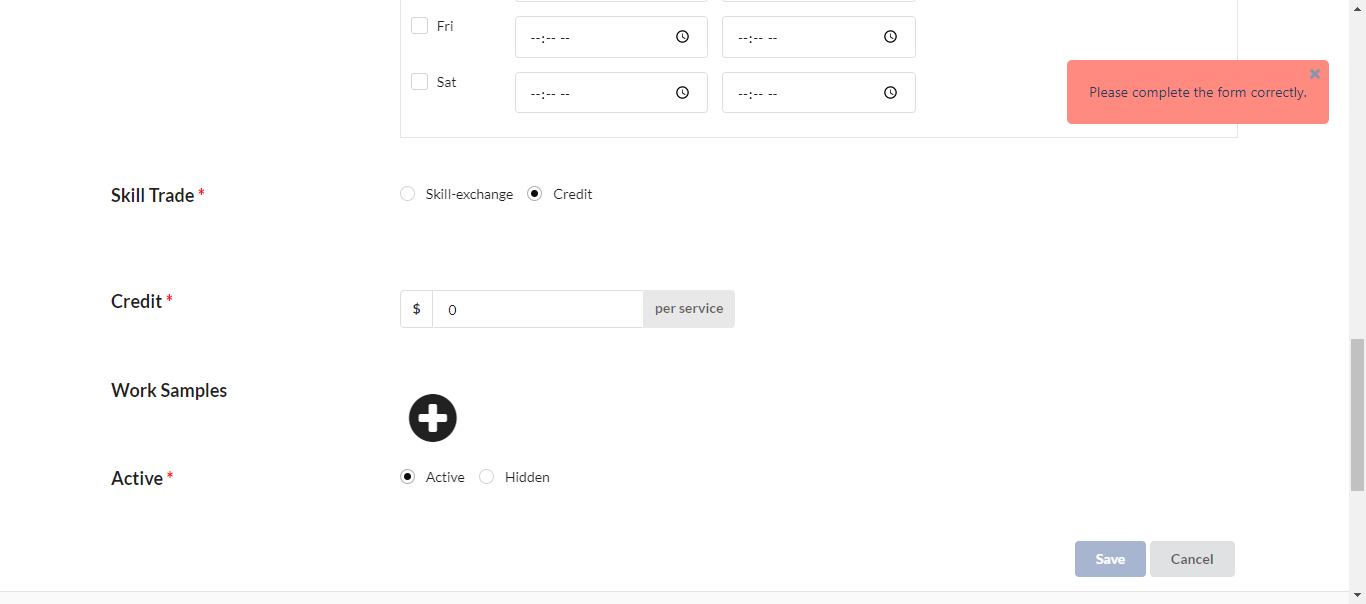 Fri --:-- -- --:-- --
Sat --:-- -- --:-- --
Please complete the form correctly.
Skill Trade * Skill-exchange Credit
Credit * $ 0 per service
Work Samples
Active * Active Hidden
Save Cancel